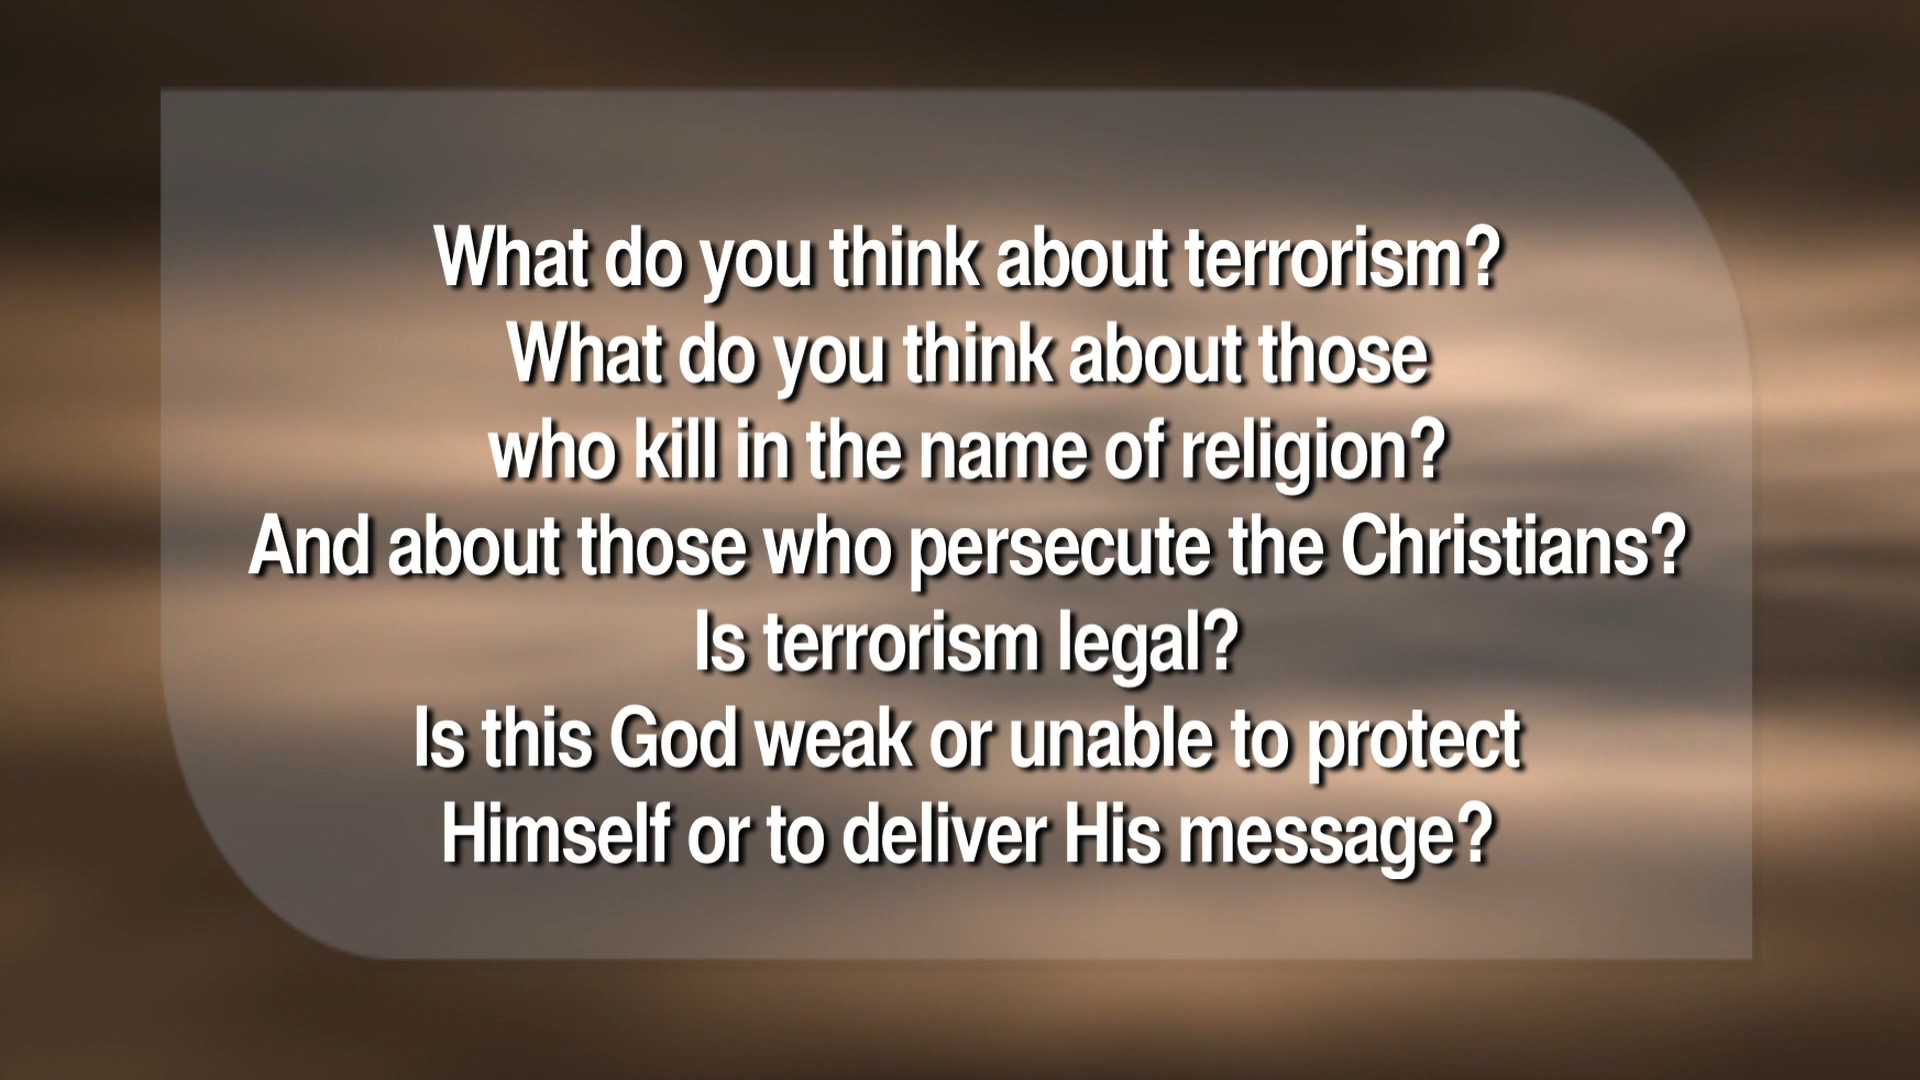 What do you think about terrorism?
What do you think about those
who kill in the name of religion?
And about those who persecute the Christians?
Is terrorism legal?
Is this God weak or unable to protect
Himself or to deliver His message?